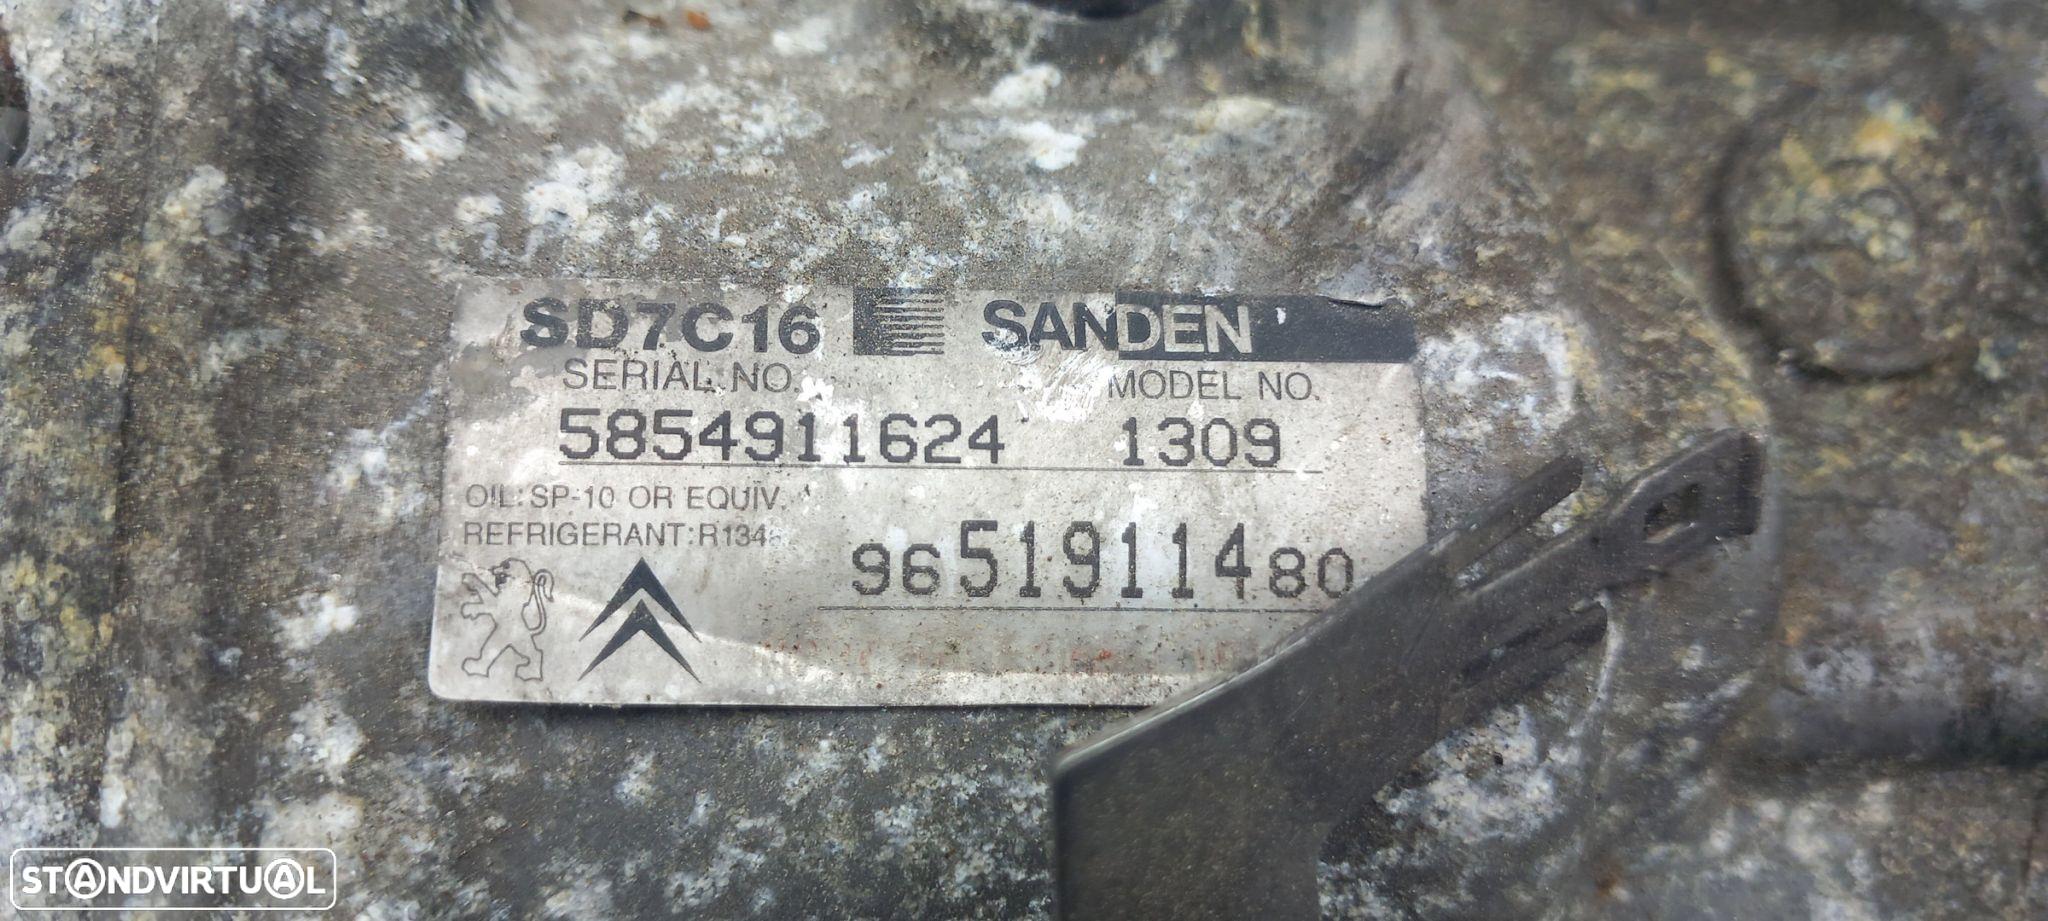 SD7C16 SANDEN
SERIAL NO. MODEL NO.
5854911624 1309
OIL: SP-10 OR EQUIV.
REFRIGERANT: R134
9651911480
STANDVIRTUAL